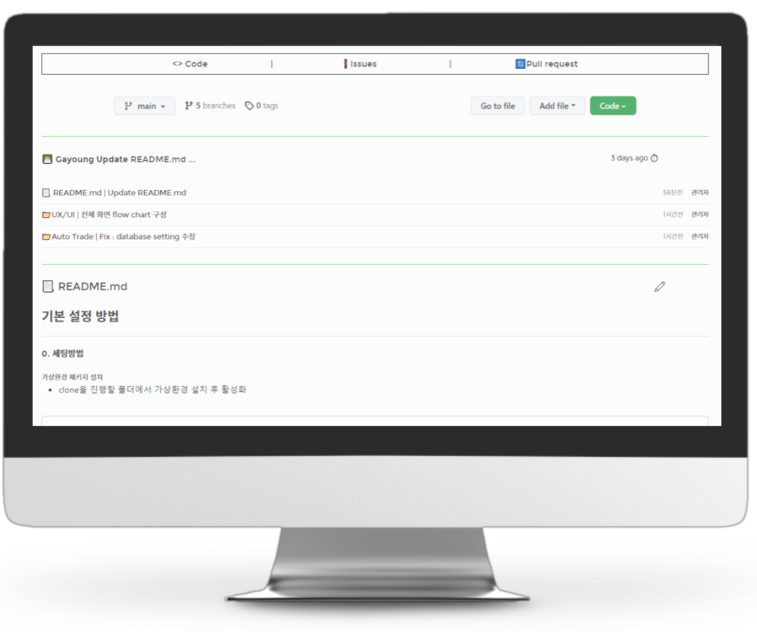 <> Code | Issues | 13 Pull request
main 5 branches 0 tags Go to file Add file Code
Gayoung Update README.md ... 3 days ago
README.md | Update README.md 58분전 관리자
UX/UI | 전체 화면 flow chart 구성 1시간전 관리자
Auto Trade | Fix : database setting 수정 1시간전 관리자
README.md
기본 설정 방법
0. 세팅방법
가상환경 패키지 설치
• clone을 진행할 폴더에서 가상환경 설치 후 활성화